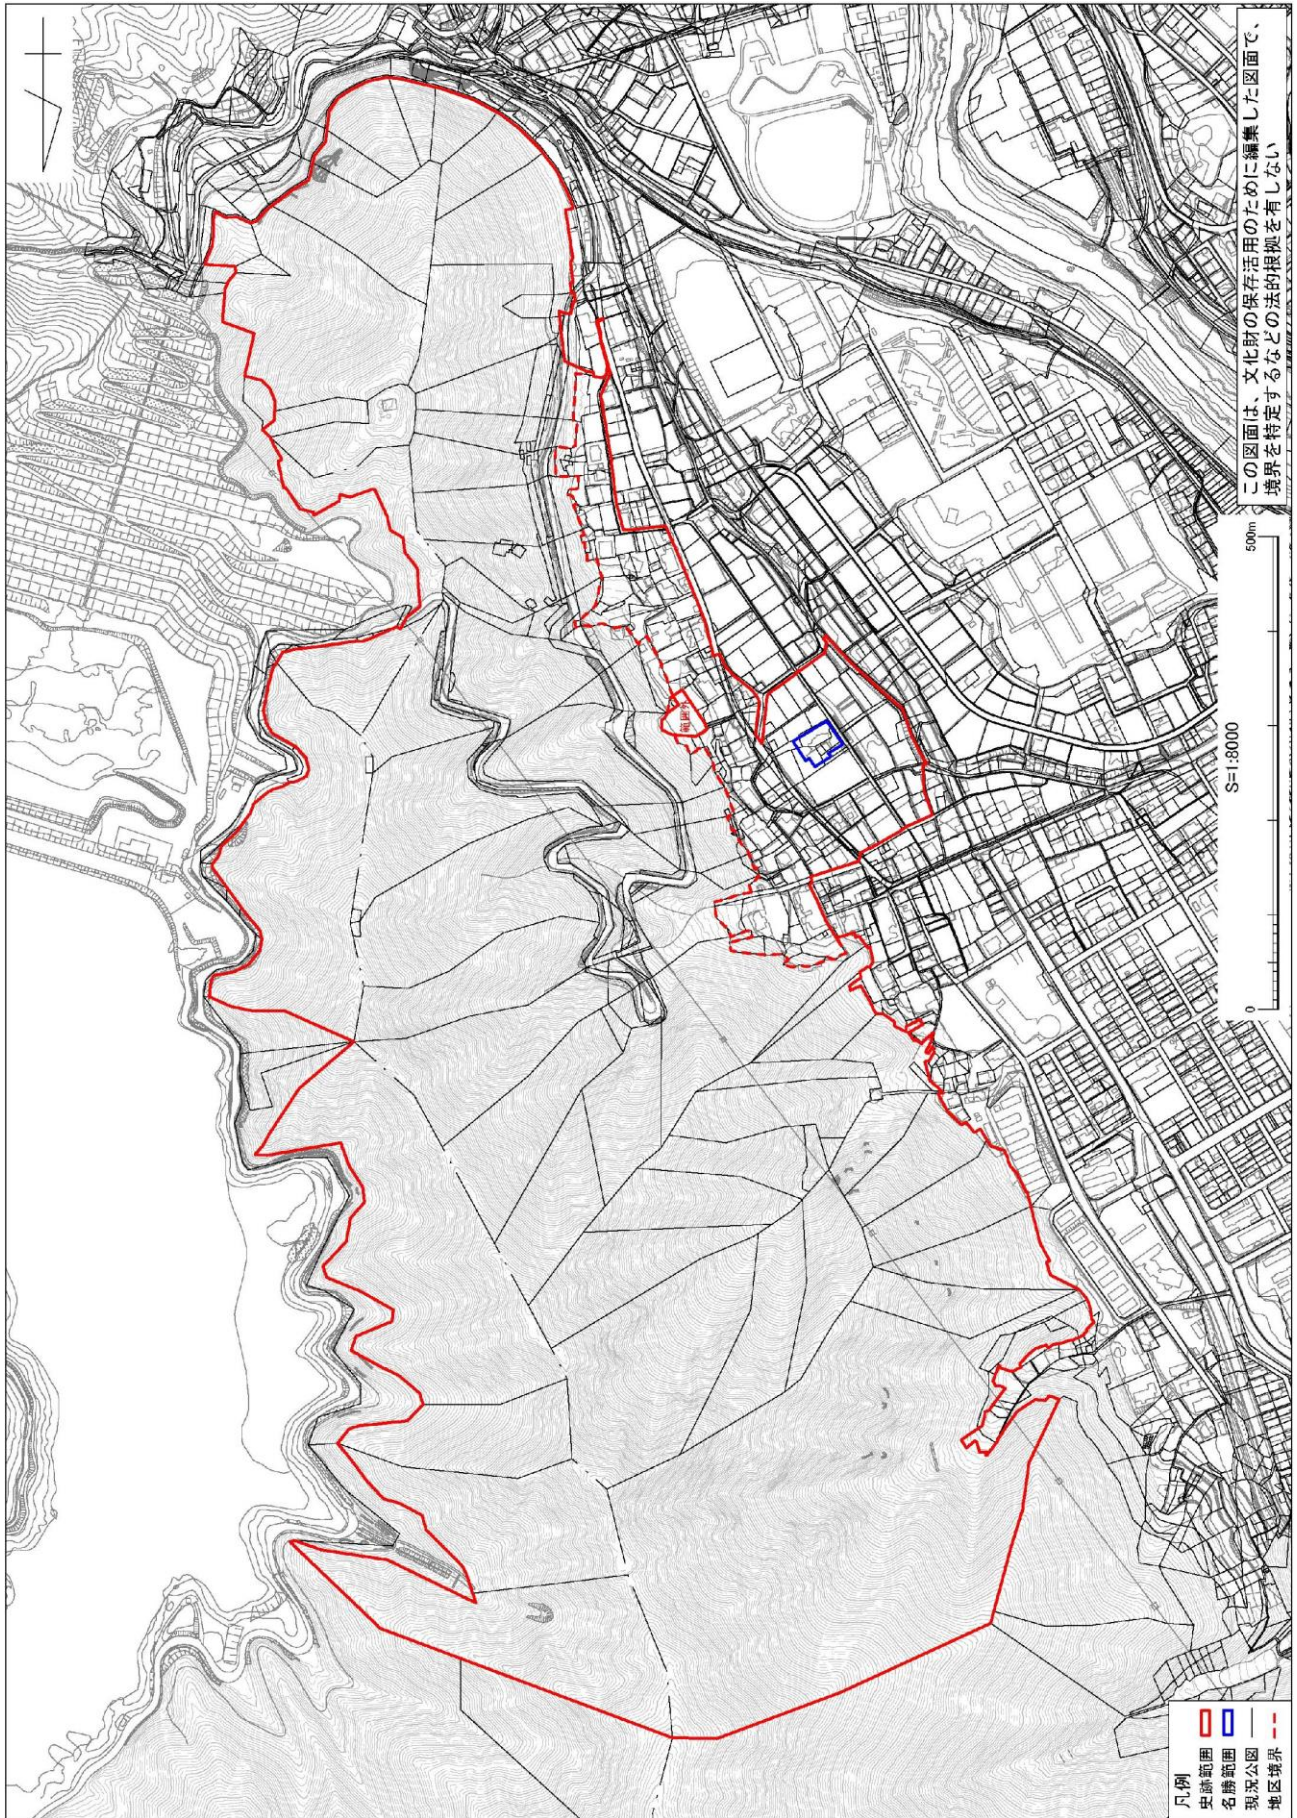 この図面は、文化財の保存活用のために編集した図面で、
境界を特定するなどの法的根拠を有しない
S=1:8000
0
500m
範囲外
凡例
史跡範囲
名勝範囲
現況公図
地区境界